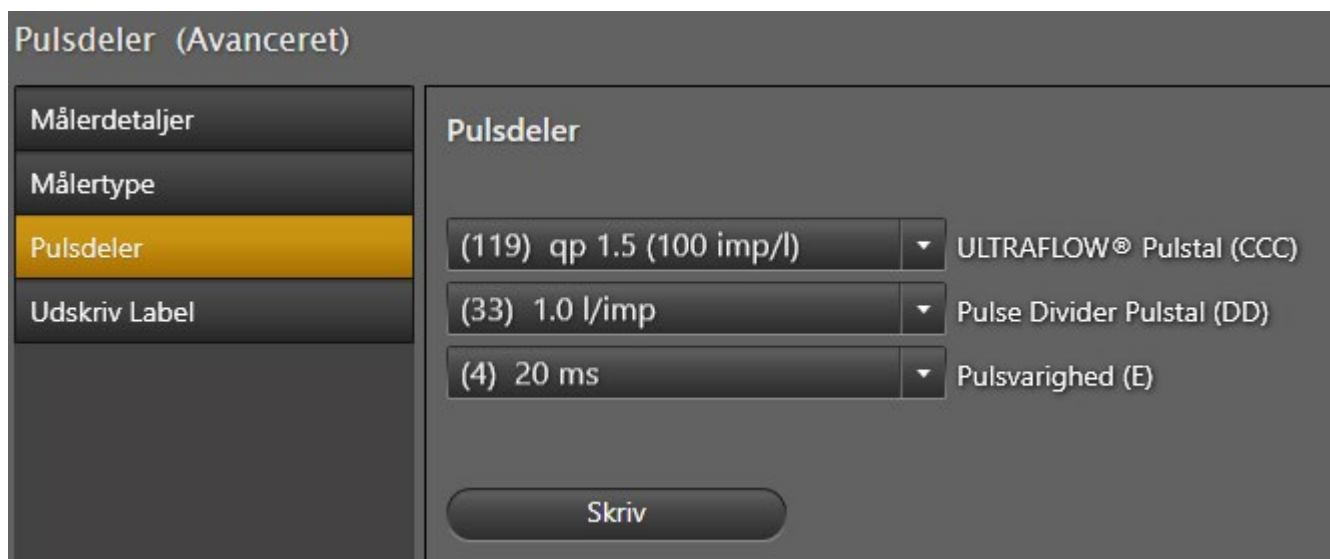 Pulsdeler (Avanceret)
Målerdetaljer
Målertype
Pulsdeler
Udskriv Label
Pulsdeler
(119) qp 1.5 (100 imp/l)
ULTRAFLOW® Pulstal (CCC)
(33) 1.0 l/imp
Pulse Divider Pulstal (DD)
(4) 20 ms
Pulsvarighed (E)
Skriv